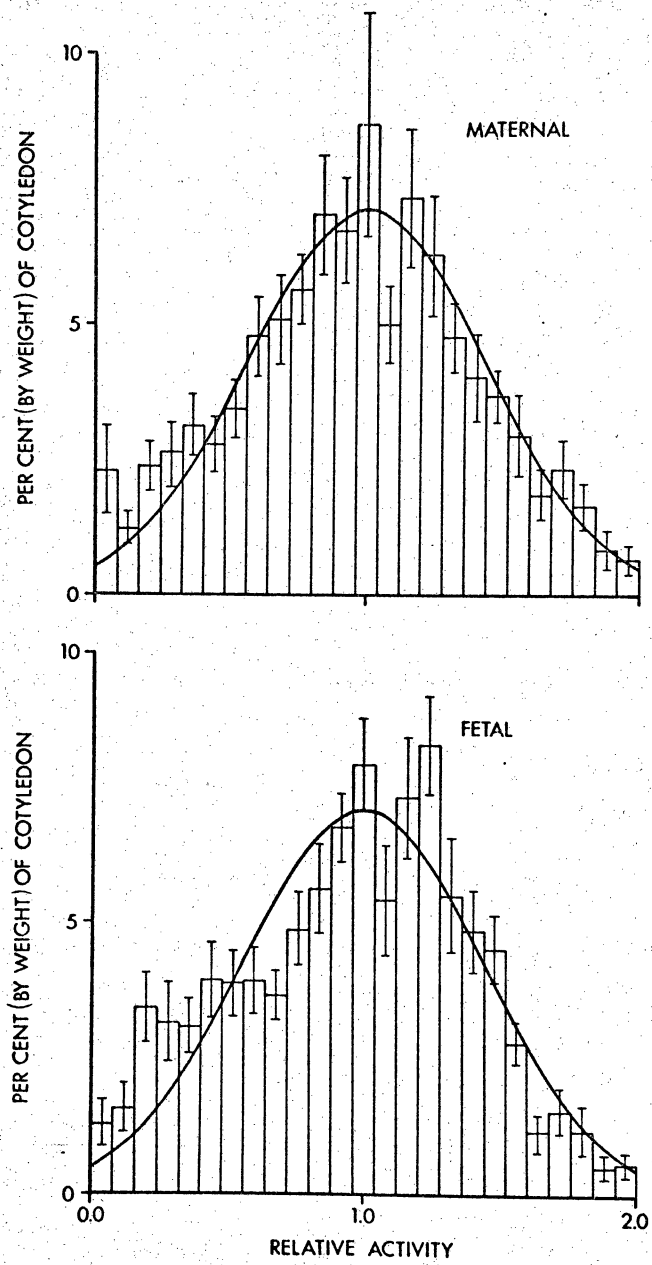 10
MATERNAL
PER CENT (BY WEIGHT) OF COTYLEDON
5
0
10
FETAL
PER CENT (BY WEIGHT) OF COTYLEDON
5
0
0.0 1.0 2.0
RELATIVE ACTIVITY